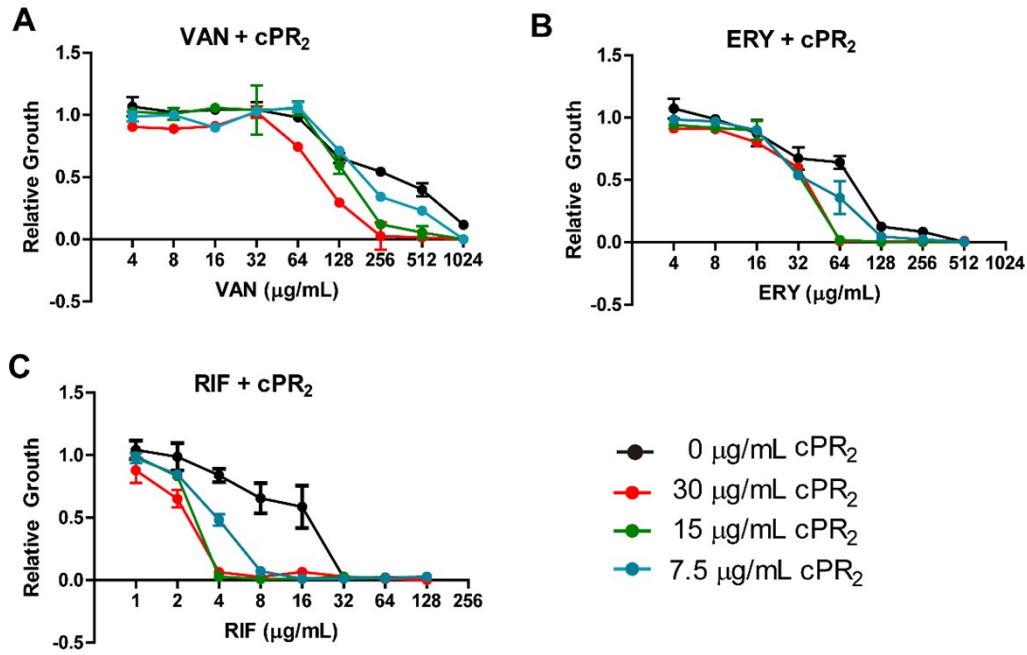 A
VAN + cPR2
1.5
1.0
0.5
0.0
-0.5
Relative Grouth
4 8 16 32 64 128 256 512 1024
VAN (μg/mL)
B
ERY + cPR2
1.5
1.0
0.5
0.0
-0.5
Relative Grouth
4 8 16 32 64 128 256 512 1024
ERY (μg/mL)
C
RIF + cPR2
1.5
1.0
0.5
0.0
-0.5
Relative Grouth
1 2 4 8 16 32 64 128 256
RIF (μg/mL)
0 μg/mL cPR2
30 μg/mL cPR2
15 μg/mL cPR2
7.5 μg/mL cPR2